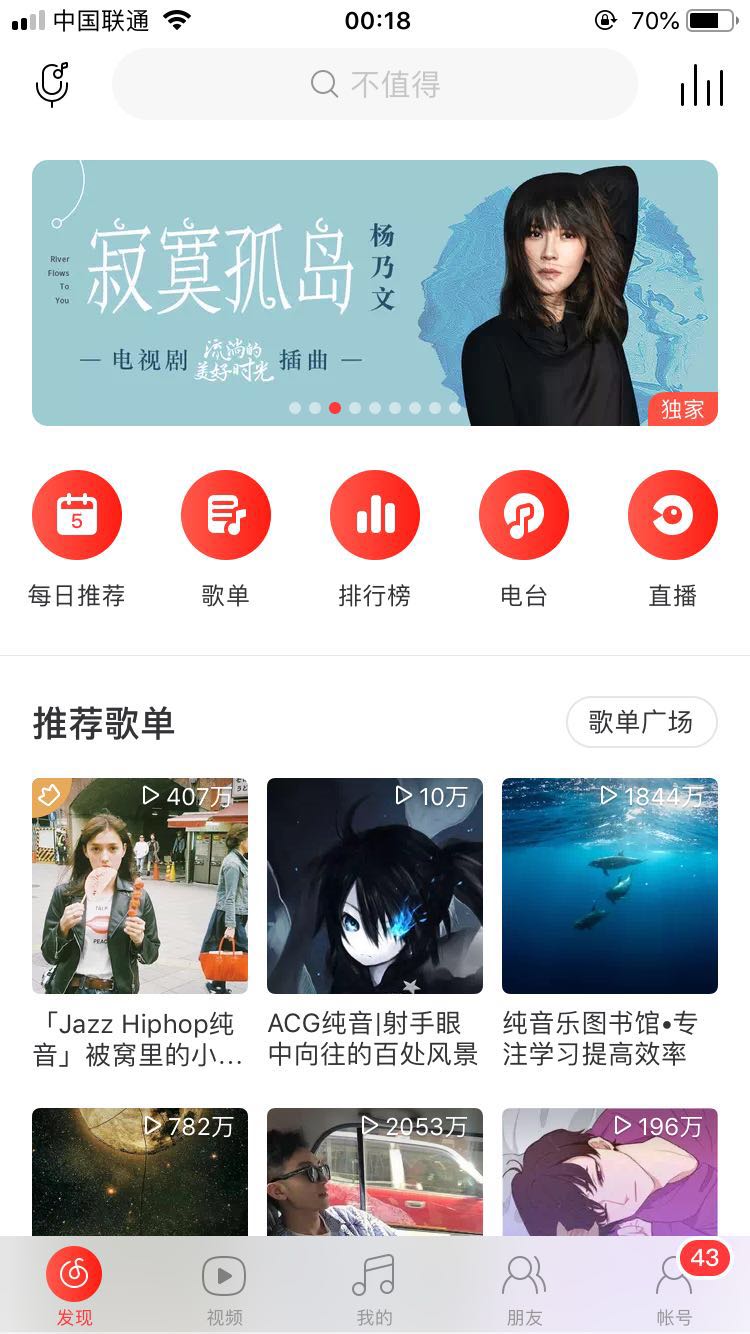 中国联通
00:18
70%
不值得
River
Flows
To
You
寂寞孤岛
杨乃文
— 电视剧 流淌的美好时光 插曲 —
独家
5
每日推荐
歌单
排行榜
电台
直播
推荐歌单
歌单广场
407万
10万
1844万
TALK
PEAC
「Jazz Hiphop纯
音」被窝里的小...
ACG纯音|射手眼
中向往的百处风景
纯音乐图书馆•专
注学习提高效率
782万
2053万
196万
43
发现
视频
我的
朋友
帐号